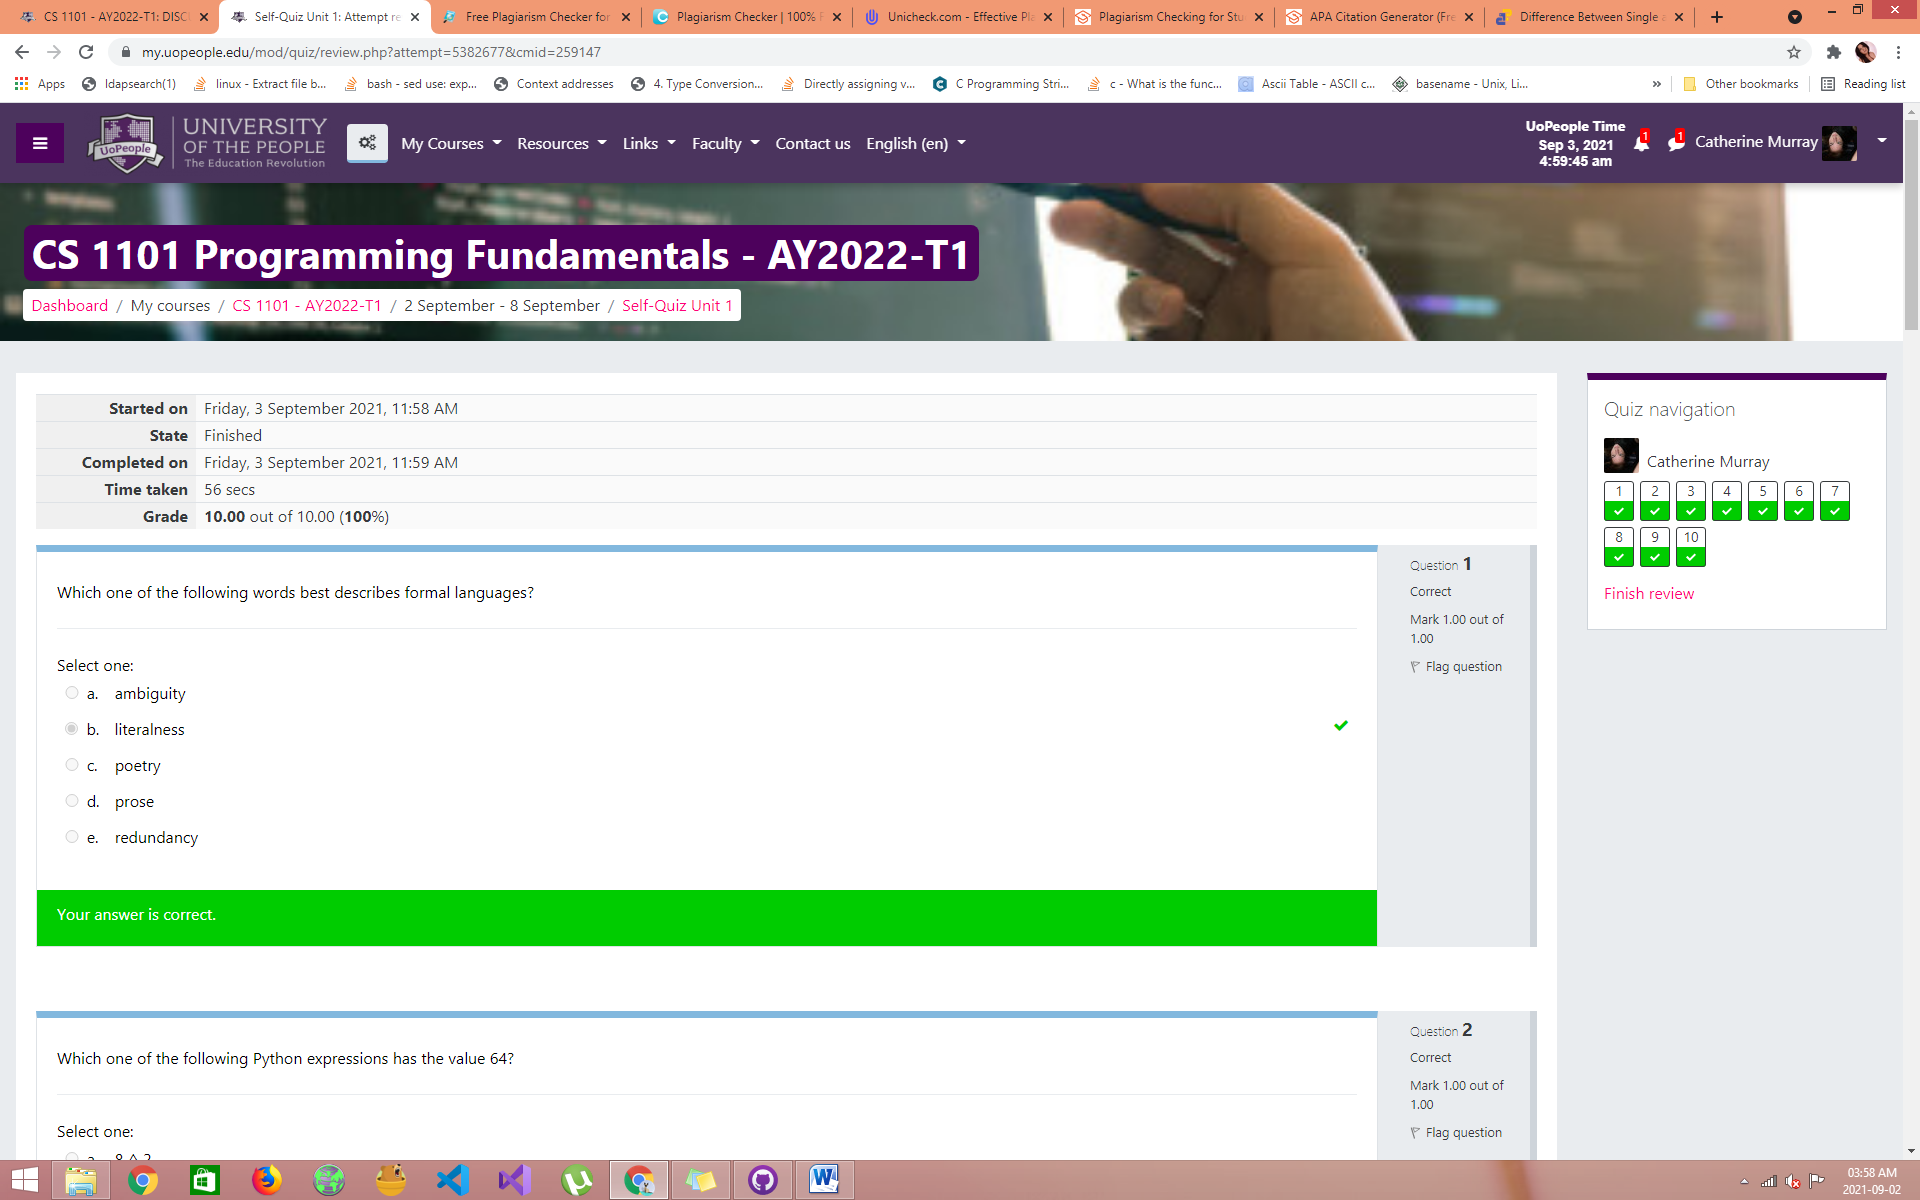 CS 1101 - AY2022-T1: DISC
Self-Quiz Unit 1: Attempt re
Free Plagiarism Checker for
Plagiarism Checker | 100% F
Unicheck.com - Effective Pla
Plagiarism Checking for Stu
APA Citation Generator (Fre
Difference Between Single a
my.uopeople.edu/mod/quiz/review.php?attempt=5382677&cmid=259147
Apps
ldapsearch(1)
linux - Extract file b...
bash - sed use: exp...
Context addresses
4. Type Conversion...
Directly assigning v...
C Programming Stri...
c - What is the func...
Ascii Table - ASCII c...
basename - Unix, Li...
»
Other bookmarks
Reading list
UoPeople
UNIVERSITY
OF THE PEOPLE
The Education Revolution
My Courses
Resources
Links
Faculty
Contact us
English (en)
UoPeople Time
Sep 3, 2021
4:59:45 am
1
1
Catherine Murray
CS 1101 Programming Fundamentals - AY2022-T1
Dashboard / My courses / CS 1101 - AY2022-T1 / 2 September - 8 September / Self-Quiz Unit 1
Started on Friday, 3 September 2021, 11:58 AM
State Finished
Completed on Friday, 3 September 2021, 11:59 AM
Time taken 56 secs
Grade 10.00 out of 10.00 (100%)
Quiz navigation
Catherine Murray
1 2 3 4 5 6 7
8 9 10
Finish review
Question 1
Correct
Mark 1.00 out of
1.00
Flag question
Which one of the following words best describes formal languages?
Select one:
a. ambiguity
b. literalness
c. poetry
d. prose
e. redundancy
Your answer is correct.
Question 2
Correct
Mark 1.00 out of
1.00
Flag question
Which one of the following Python expressions has the value 64?
Select one:
a. 8 ^ 2
03:58 AM
2021-09-02